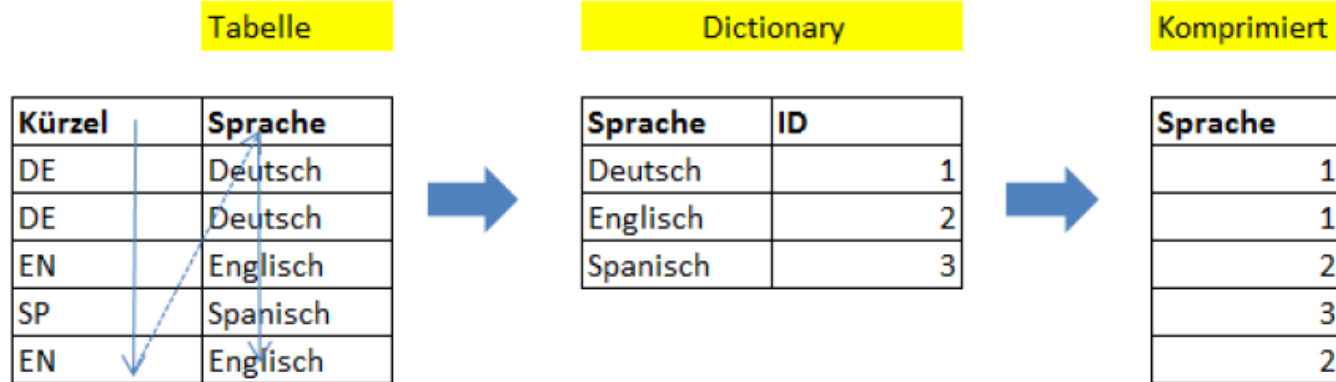 Tabelle Dictionary Komprimiert
Kürzel Sprache Sprache ID Sprache
DE Deutsch Deutsch 1 1
DE Deutsch Englisch 2 1
EN Englisch Spanisch 3 2
SP Spanisch 3
EN Englisch 2